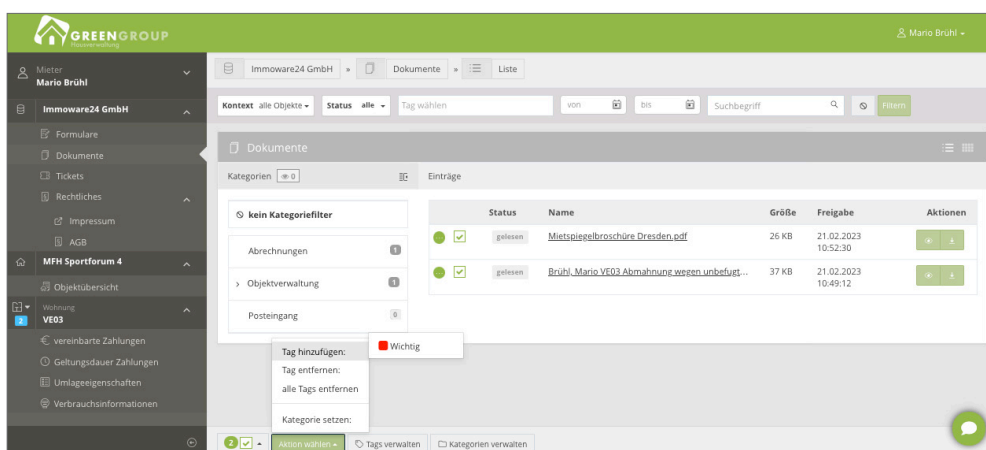 GREENGROUP
Hausverwaltung
Mario Brühl
Mieter
Mario Brühl
Immoware24 GmbH
Formulare
Dokumente
Tickets
Rechtliches
Impressum
AGB
MFH Sportforum 4
Objektübersicht
Wohnung
2 VE03
vereinbarte Zahlungen
Geltungsdauer Zahlungen
Umlageeigenschaften
Verbrauchsinformationen
Immoware24 GmbH » Dokumente » Liste
Kontext alle Objekte Status alle Tag wählen von bis Suchbegriff Filtern
Dokumente
Kategorien 0 Einträge
kein Kategoriefilter
Abrechnungen 1
› Objektverwaltung 1
Posteingang 0
Status Name Größe Freigabe Aktionen
gelesen Mietspiegelbroschüre Dresden.pdf 26 KB 21.02.2023
10:52:30
gelesen Brühl, Mario VE03 Abmahnung wegen unbefugt... 37 KB 21.02.2023
10:49:12
Tag hinzufügen: Wichtig
Tag entfernen:
alle Tags entfernen
Kategorie setzen:
2 Aktion wählen Tags verwalten Kategorien verwalten